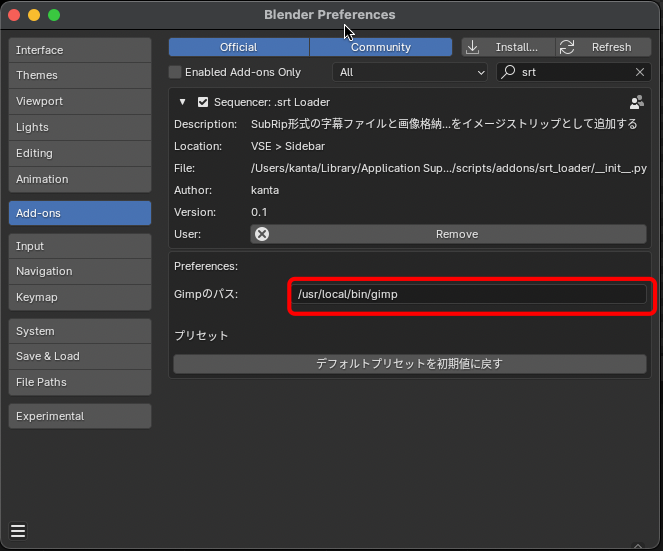 Blender Preferences
Interface
Themes
Viewport
Lights
Editing
Animation
Add-ons
Input
Navigation
Keymap
System
Save & Load
File Paths
Experimental
Official Community Install... Refresh
Enabled Add-ons Only All srt
Sequencer: .srt Loader
Description: SubRip形式の字幕ファイルと画像格納...をイメージストリップとして追加する
Location: VSE > Sidebar
File: /Users/kanta/Library/Application Sup.../scripts/addons/srt_loader/__init__.py
Author: kanta
Version: 0.1
User: Remove
Preferences:
Gimpのパス: /usr/local/bin/gimp
プリセット
デフォルトプリセットを初期値に戻す